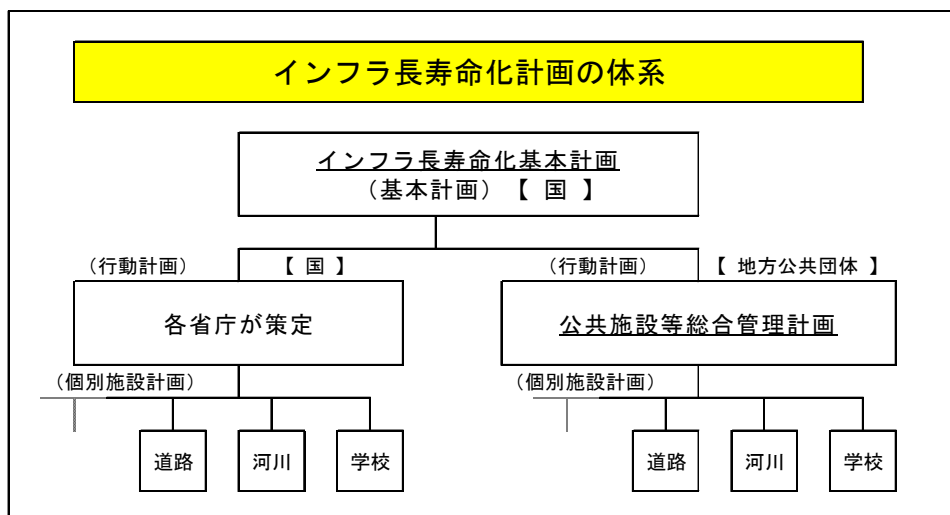 インフラ長寿命化計画の体系
インフラ長寿命化基本計画
（基本計画）【 国 】
（行動計画）
【 国 】
（行動計画）
【 地方公共団体 】
各省庁が策定
公共施設等総合管理計画
（個別施設計画）
（個別施設計画）
道路
河川
学校
道路
河川
学校